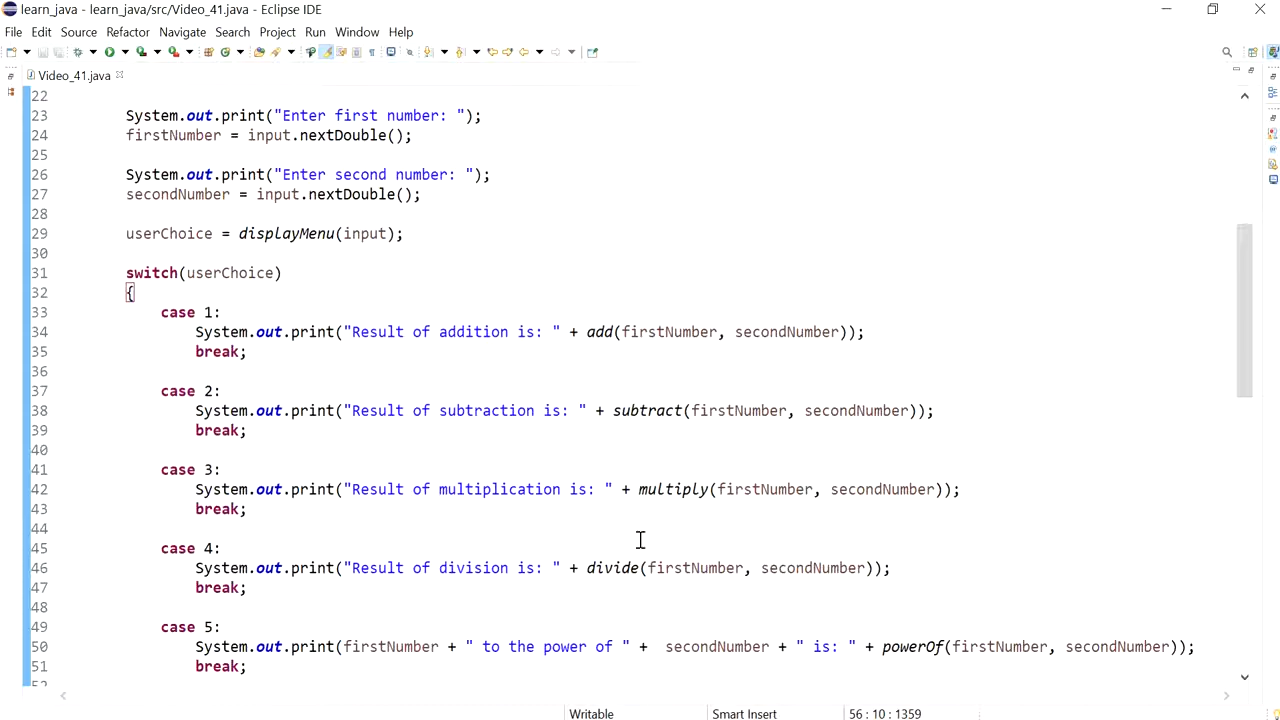 learn_java - learn_java/src/Video_41.java - Eclipse IDE
File Edit Source Refactor Navigate Search Project Run Window Help
Video_41.java
22
23 System.out.print("Enter first number: ");
24 firstNumber = input.nextDouble();
25
26 System.out.print("Enter second number: ");
27 secondNumber = input.nextDouble();
28
29 userChoice = displayMenu(input);
30
31 switch(userChoice)
32 {
33 case 1:
34 System.out.print("Result of addition is: " + add(firstNumber, secondNumber));
35 break;
36
37 case 2:
38 System.out.print("Result of subtraction is: " + subtract(firstNumber, secondNumber));
39 break;
40
41 case 3:
42 System.out.print("Result of multiplication is: " + multiply(firstNumber, secondNumber));
43 break;
44
45 case 4:
46 System.out.print("Result of division is: " + divide(firstNumber, secondNumber));
47 break;
48
49 case 5:
50 System.out.print(firstNumber + " to the power of " +  secondNumber + " is: " + powerOf(firstNumber, secondNumber));
51 break;
52
Writable Smart Insert 56 : 10 : 1359